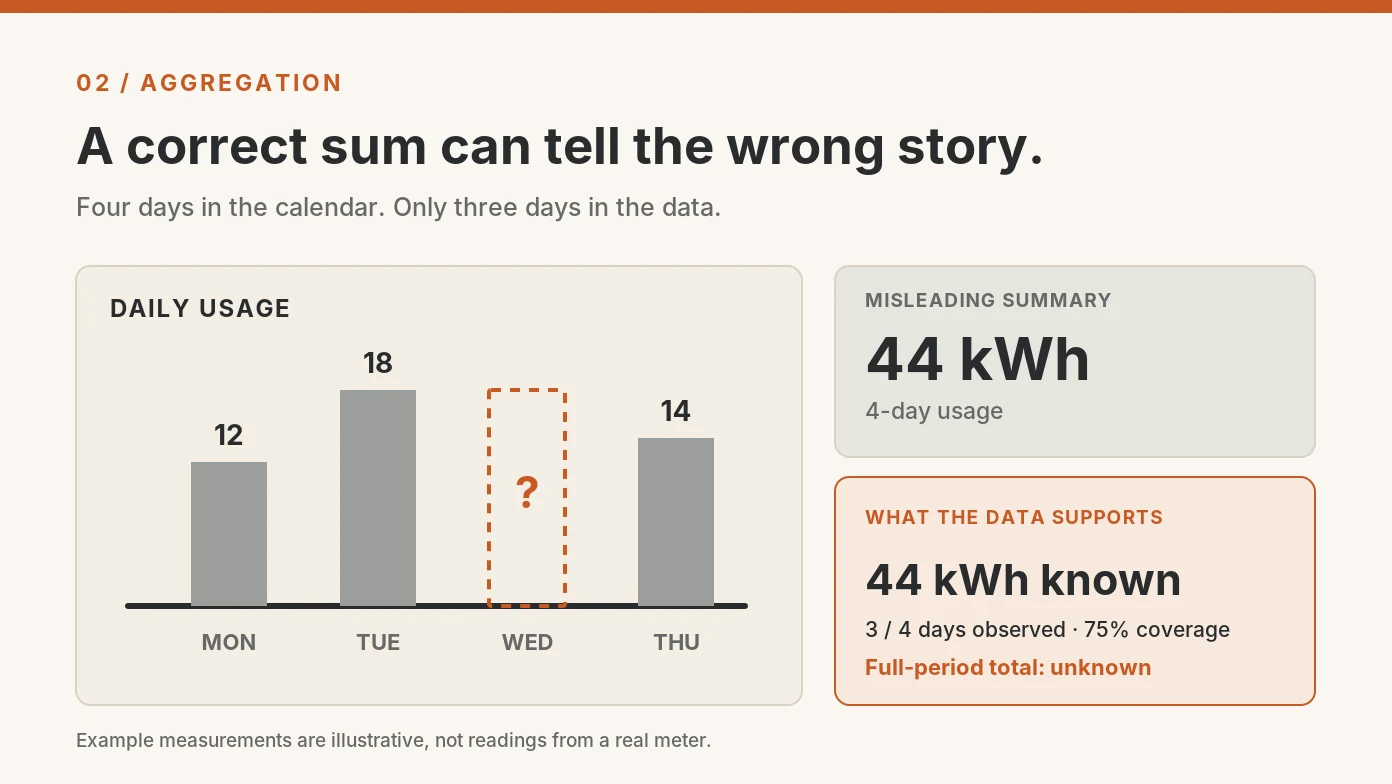 02 / AGGREGATION
A correct sum can tell the wrong story.
Four days in the calendar. Only three days in the data.
DAILY USAGE
12
18
?
14
MON
TUE
WED
THU
MISLEADING SUMMARY
44 kWh
4-day usage
WHAT THE DATA SUPPORTS
44 kWh known
3 / 4 days observed · 75% coverage
Full-period total: unknown
Example measurements are illustrative, not readings from a real meter.